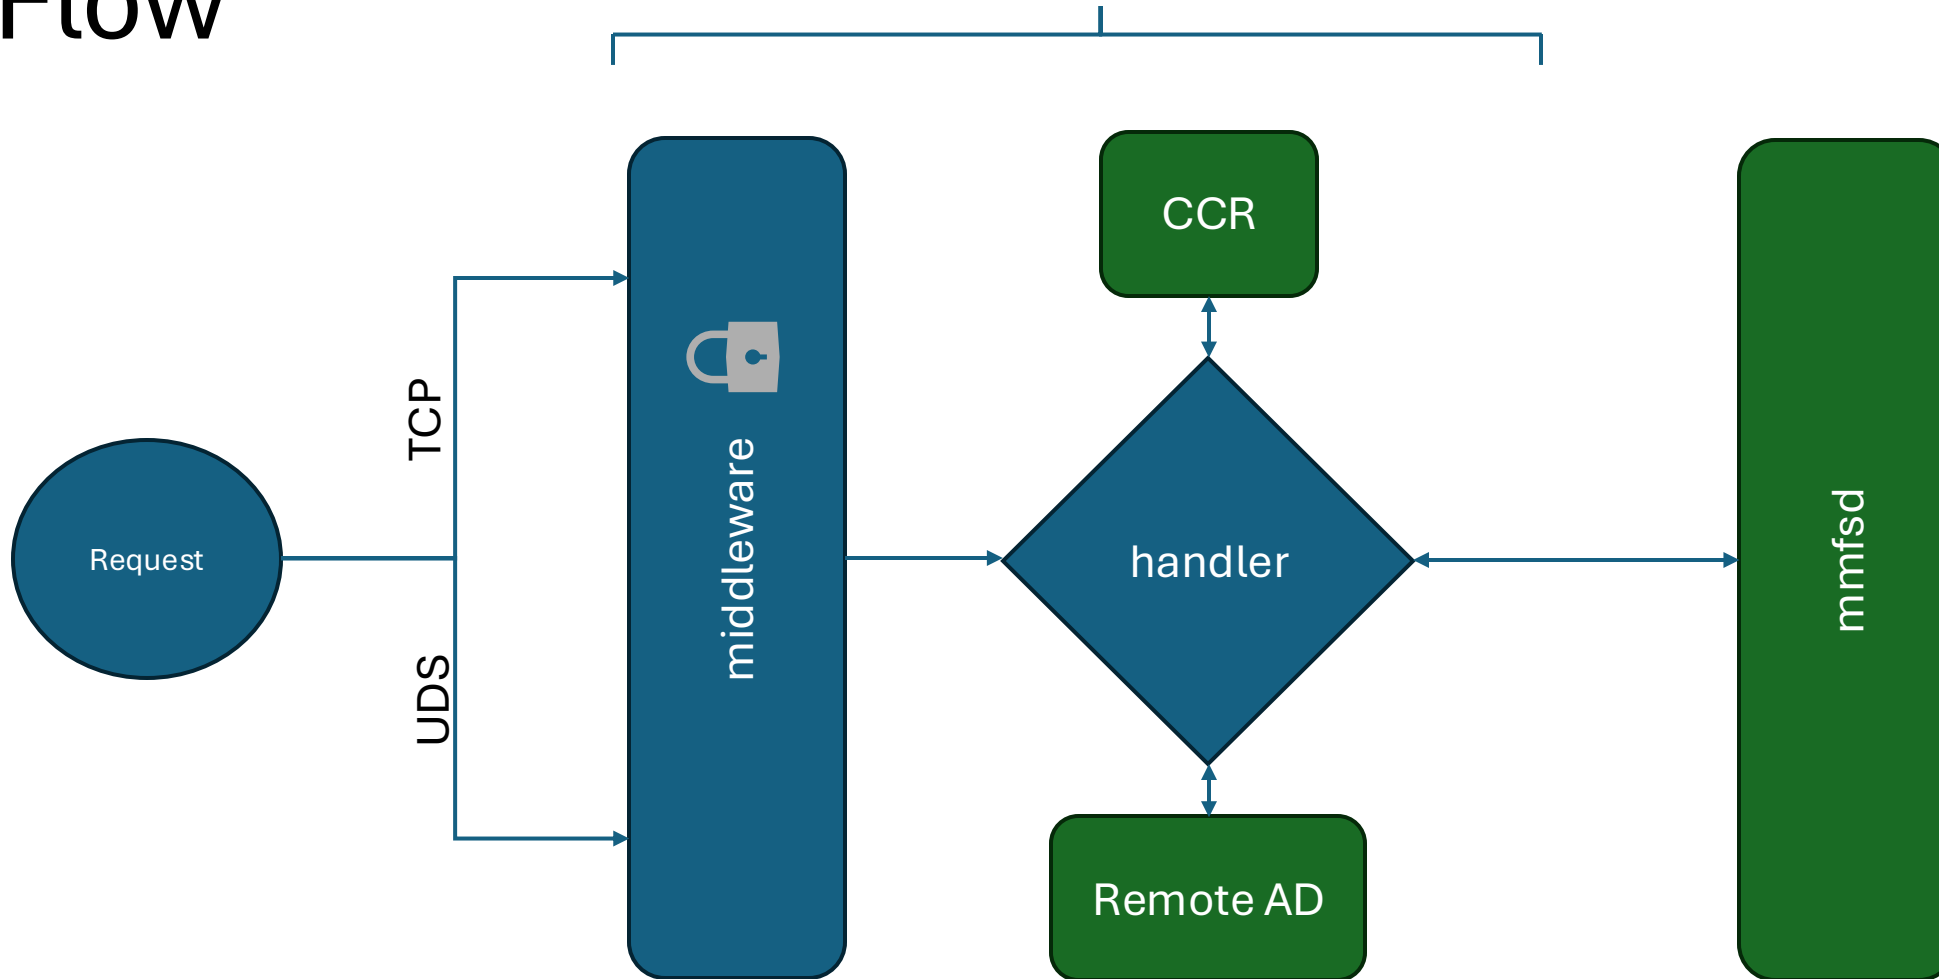 Flow
CCR
TCP
middleware
Request
handler
mmfsd
UDS
Remote AD